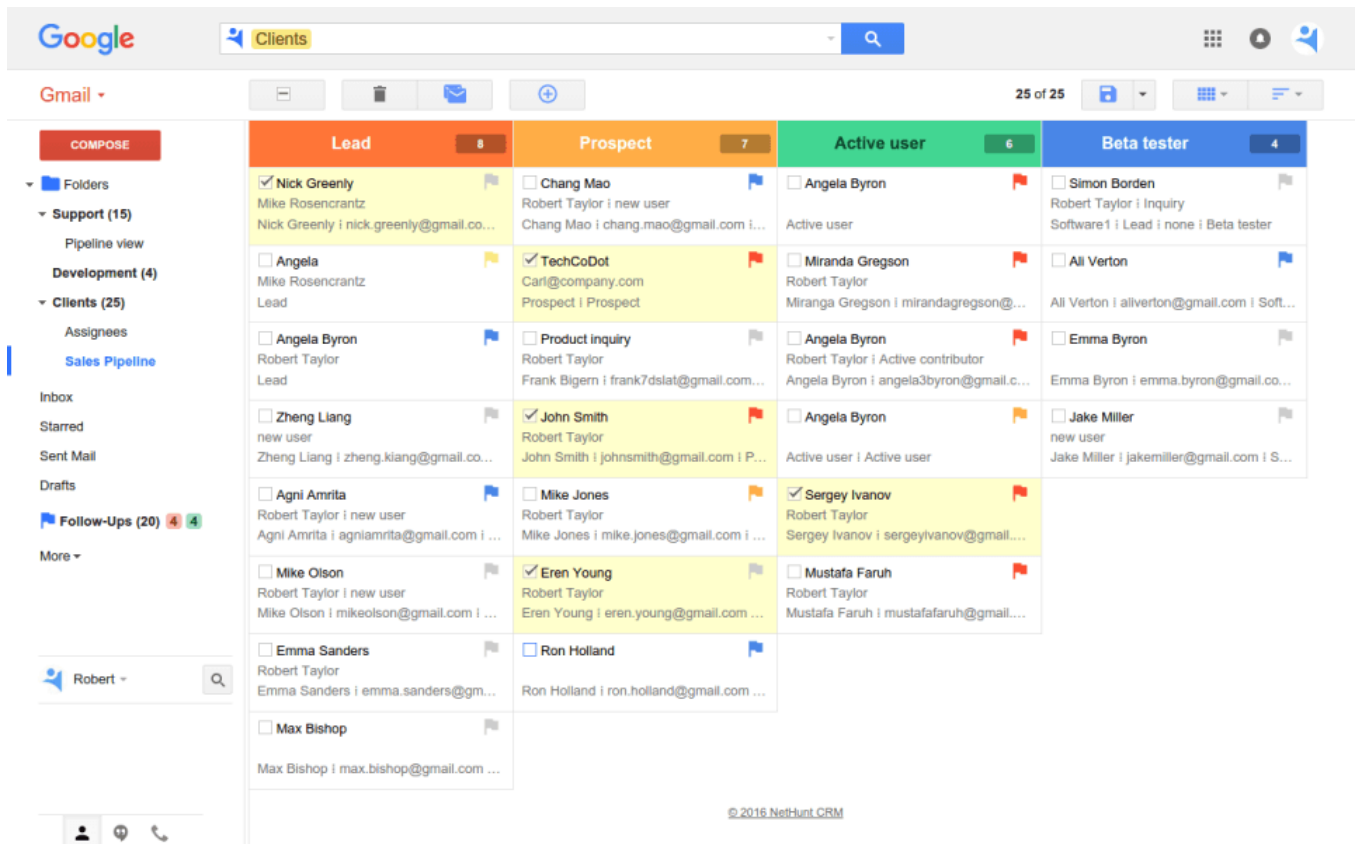 Google
Clients
Gmail
25 of 25
COMPOSE
Folders
Support (15)
Pipeline view
Development (4)
Clients (25)
Assignees
Sales Pipeline
Inbox
Starred
Sent Mail
Drafts
Follow-Ups (20) 4 4
More
Robert
Lead 8
Nick Greenly
Mike Rosencrantz
Nick Greenly ¦ nick.greenly@gmail.co...
Angela
Mike Rosencrantz
Lead
Angela Byron
Robert Taylor
Lead
Zheng Liang
new user
Zheng Liang ¦ zheng.kiang@gmail.co...
Agni Amrita
Robert Taylor ¦ new user
Agni Amrita ¦ agniamrita@gmail.com ¦ ...
Mike Olson
Robert Taylor ¦ new user
Mike Olson ¦ mikeolson@gmail.com ¦ ...
Emma Sanders
Robert Taylor
Emma Sanders ¦ emma.sanders@gm...
Max Bishop
Max Bishop ¦ max.bishop@gmail.com ...
Prospect 7
Chang Mao
Robert Taylor ¦ new user
Chang Mao ¦ chang.mao@gmail.com ¦...
TechCoDot
Carl@company.com
Prospect ¦ Prospect
Product inquiry
Robert Taylor
Frank Bigern ¦ frank7dslat@gmail.com...
John Smith
Robert Taylor
John Smith ¦ johnsmith@gmail.com ¦ P...
Mike Jones
Robert Taylor
Mike Jones ¦ mike.jones@gmail.com ¦ ...
Eren Young
Robert Taylor
Eren Young ¦ eren.young@gmail.com ...
Ron Holland
Ron Holland ¦ ron.holland@gmail.com ...
Active user 6
Angela Byron
Active user
Miranda Gregson
Robert Taylor
Miranga Gregson ¦ mirandagregson@...
Angela Byron
Robert Taylor ¦ Active contributor
Angela Byron ¦ angela3byron@gmail.c...
Angela Byron
Active user ¦ Active user
Sergey Ivanov
Robert Taylor
Sergey Ivanov ¦ sergeyivanov@gmail....
Mustafa Faruh
Robert Taylor
Mustafa Faruh ¦ mustafafaruh@gmail....
Beta tester 4
Simon Borden
Robert Taylor ¦ Inquiry
Software1 ¦ Lead ¦ none ¦ Beta tester
Ali Verton
Ali Verton ¦ aliverton@gmail.com ¦ Soft...
Emma Byron
Emma Byron ¦ emma.byron@gmail.co...
Jake Miller
new user
Jake Miller ¦ jakemiller@gmail.com ¦ S...
© 2016 NetHunt CRM